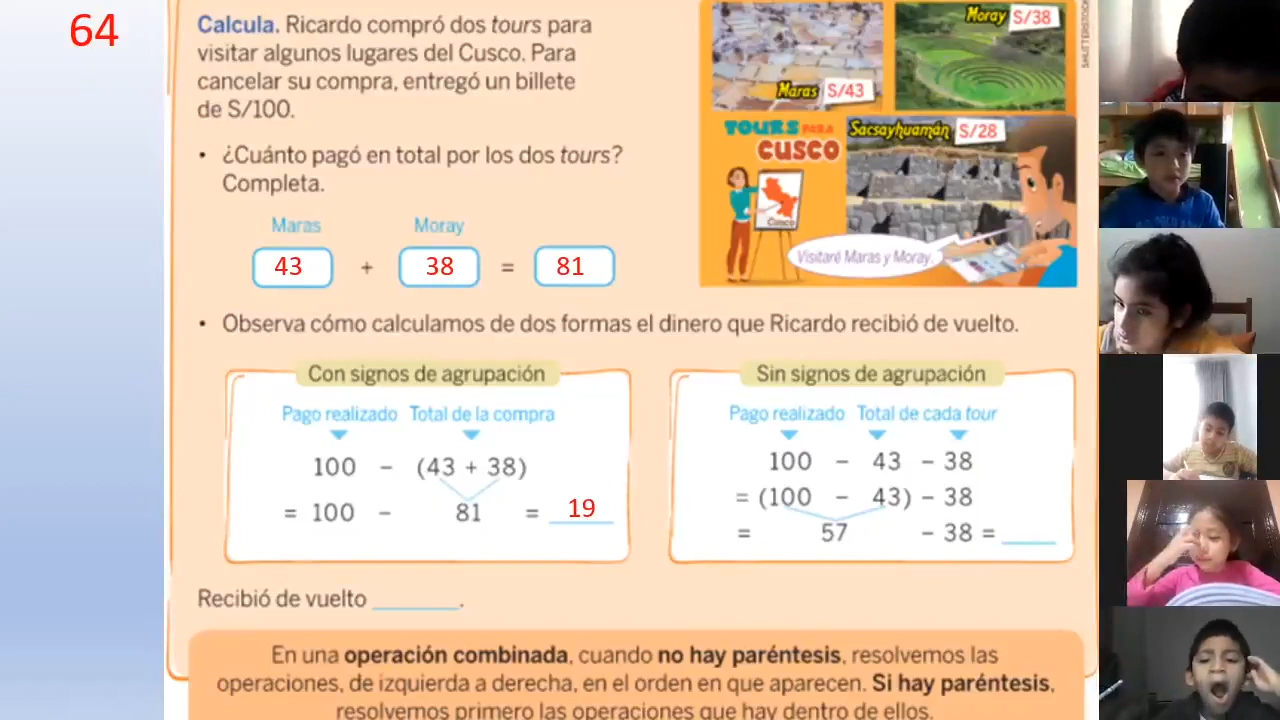 64
Calcula. Ricardo compró dos tours para
visitar algunos lugares del Cusco. Para
cancelar su compra, entregó un billete
de S/100.
• ¿Cuánto pagó en total por los dos tours?
Completa.
Maras Moray
43 + 38 = 81
Moray S/38
Maras S/43
TOURS PARA
CUSCO
Sacsayhuamán S/28
Cusco
Visitaré Maras y Moray.
SHUTTERSTOCK
• Observa cómo calculamos de dos formas el dinero que Ricardo recibió de vuelto.
Con signos de agrupación
Pago realizado Total de la compra
100 – (43 + 38)
= 100 – 81 = 19
Sin signos de agrupación
Pago realizado Total de cada tour
100 – 43 – 38
= (100 – 43) – 38
= 57 – 38 = ____
Recibió de vuelto ____.
En una operación combinada, cuando no hay paréntesis, resolvemos las
operaciones, de izquierda a derecha, en el orden en que aparecen. Si hay paréntesis,
resolvemos primero las operaciones que hay dentro de ellos.